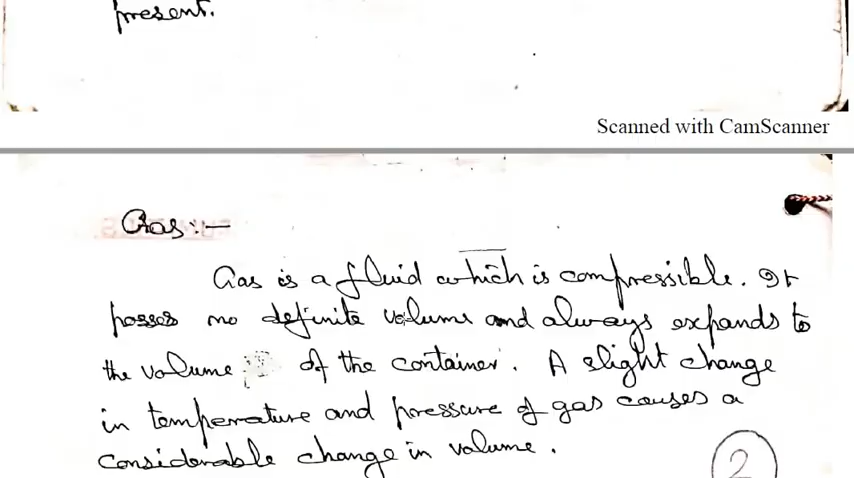 present.
Scanned with CamScanner
Gas :-
Gas is a fluid which is compressible. It
posses no definite volume and always expands to
the volume of the container. A slight change
in temperature and pressure of gas causes a
considerable change in volume.
2